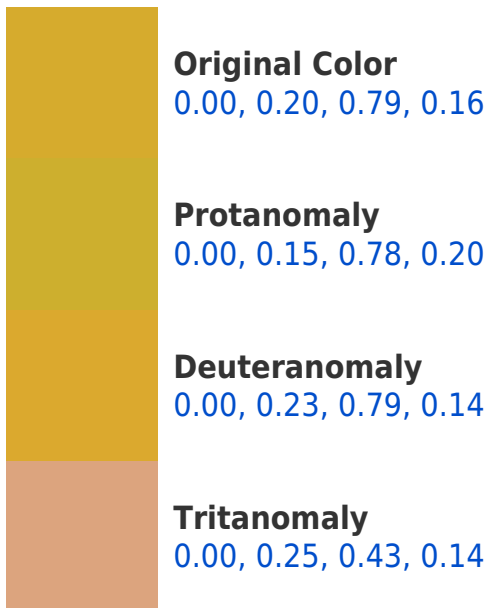 Original Color
0.00, 0.20, 0.79, 0.16
Protanomaly
0.00, 0.15, 0.78, 0.20
Deuteranomaly
0.00, 0.23, 0.79, 0.14
Tritanomaly
0.00, 0.25, 0.43, 0.14